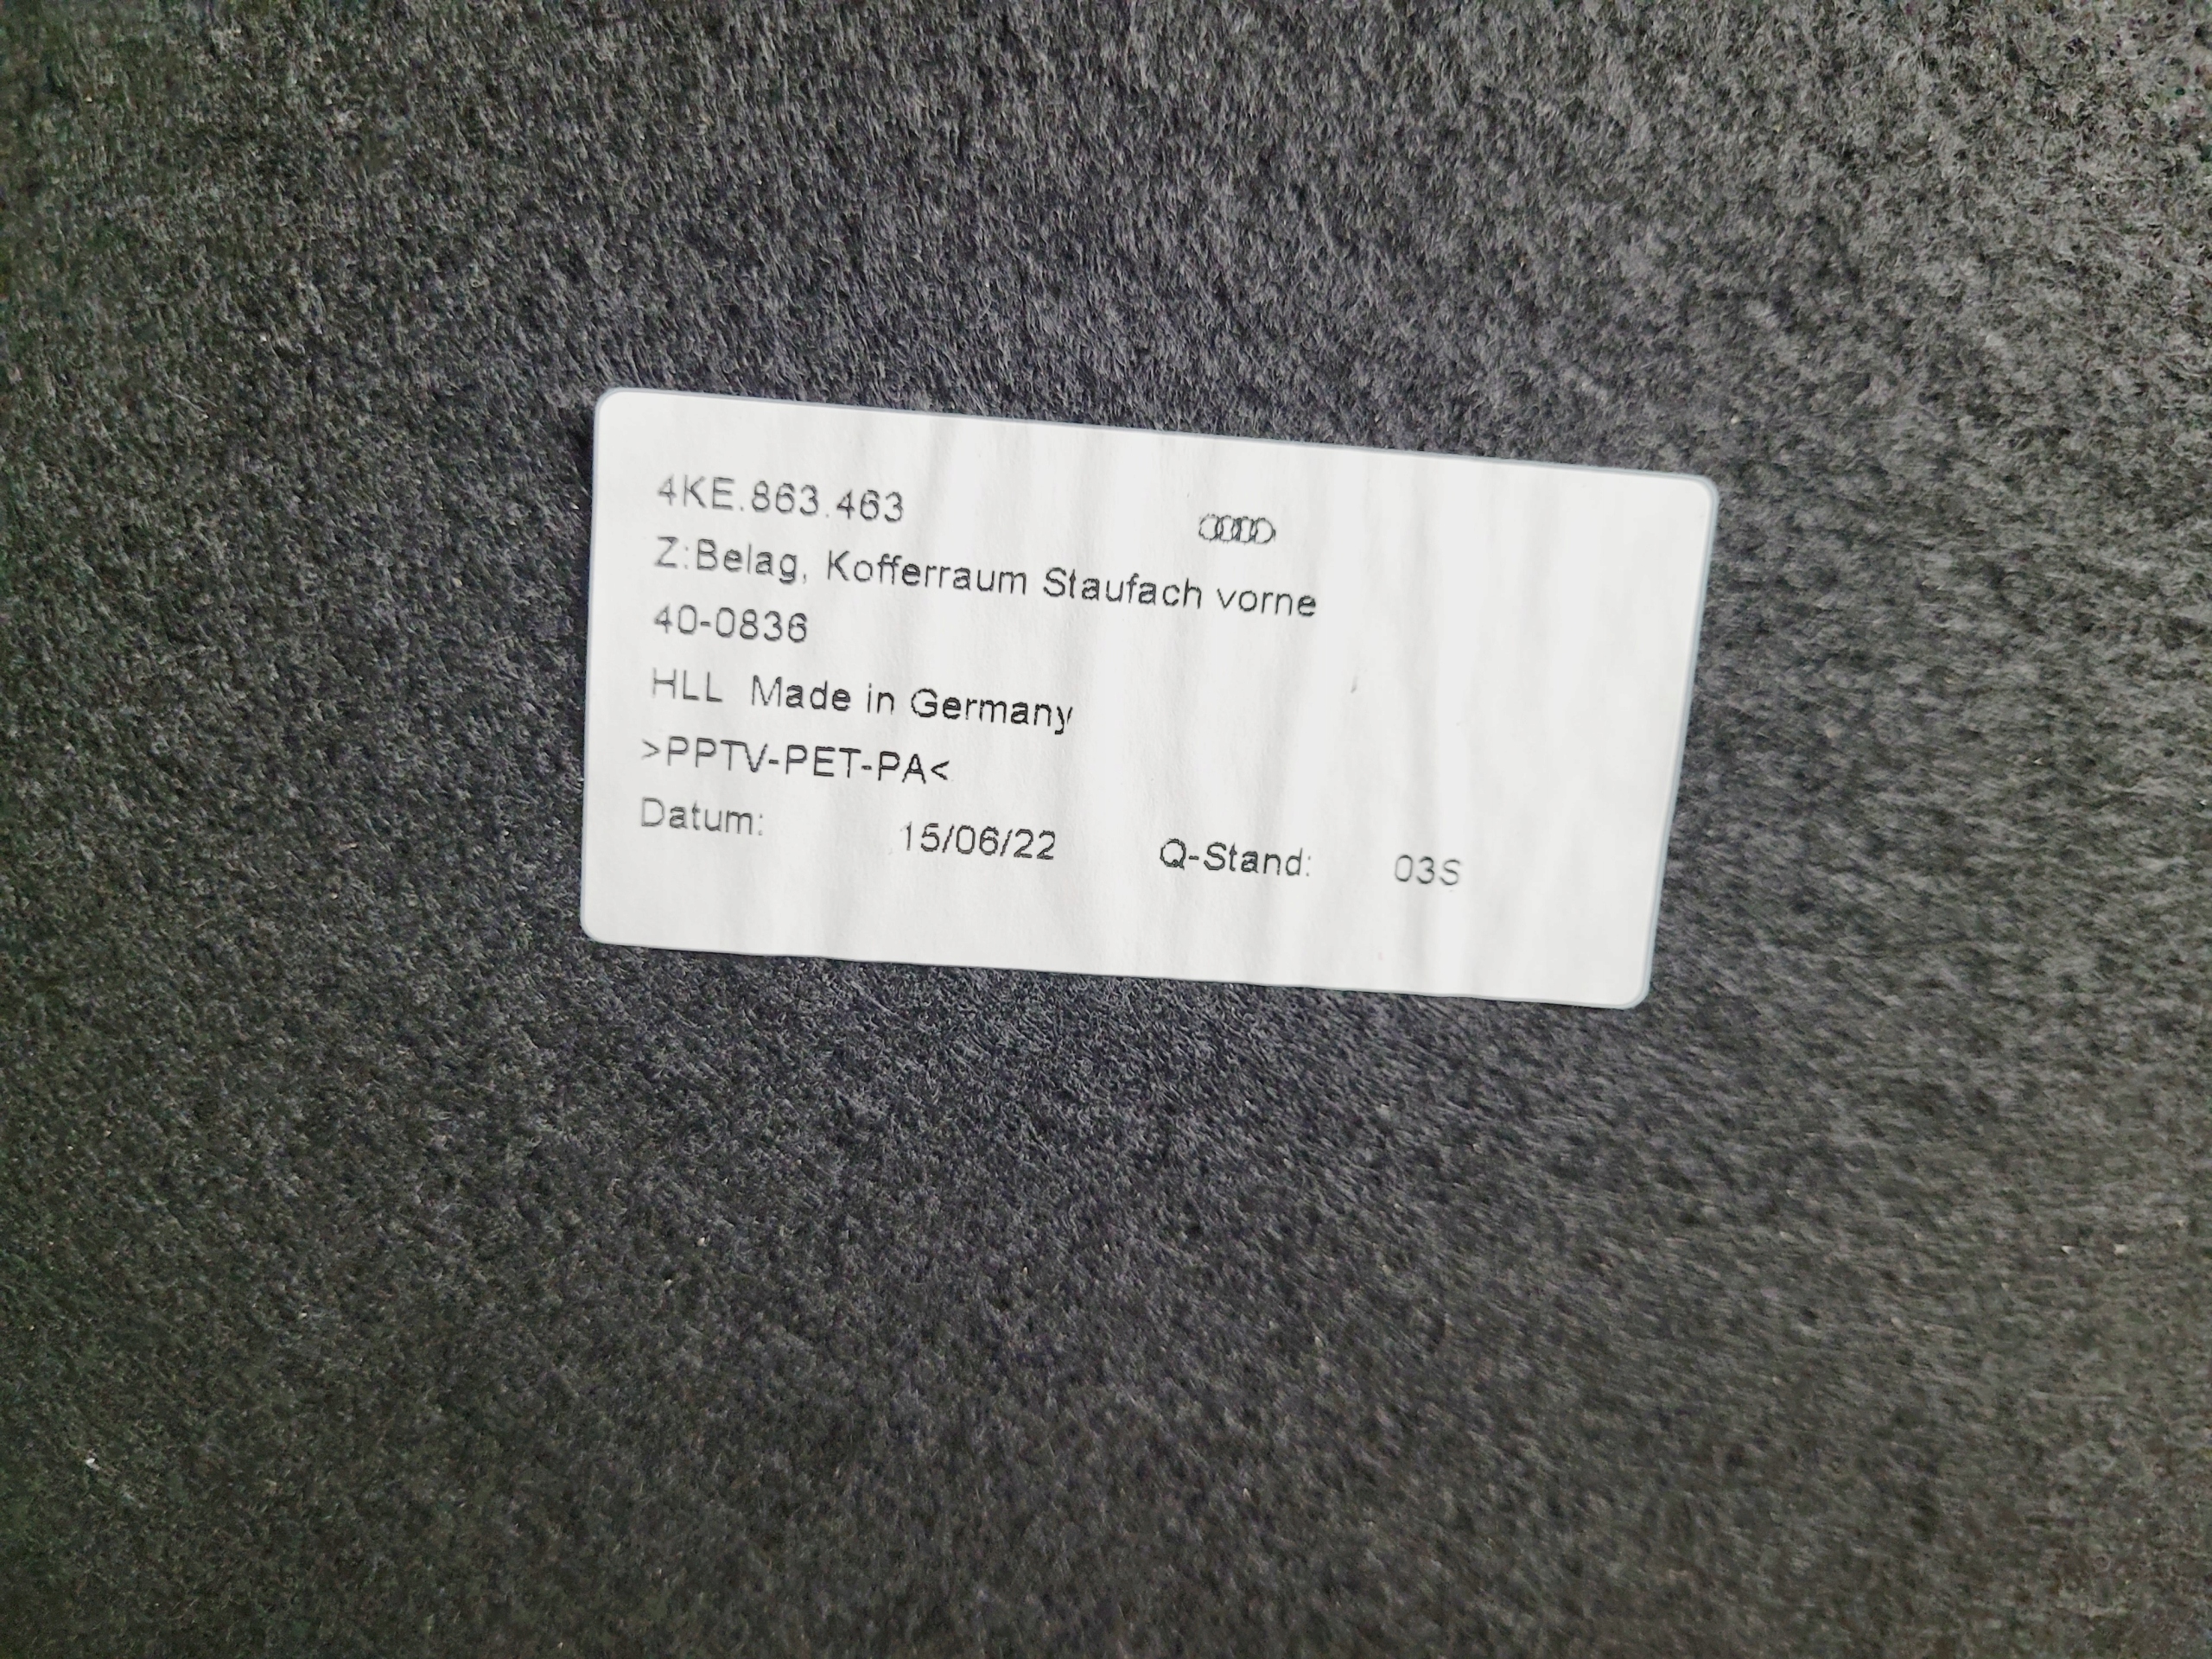 4KE.863.463
Z:Belag, Kofferraum Staufach vorne
40-0836
HLL Made in Germany
>PPTV-PET-PA<
Datum: 15/06/22 Q-Stand: 03S